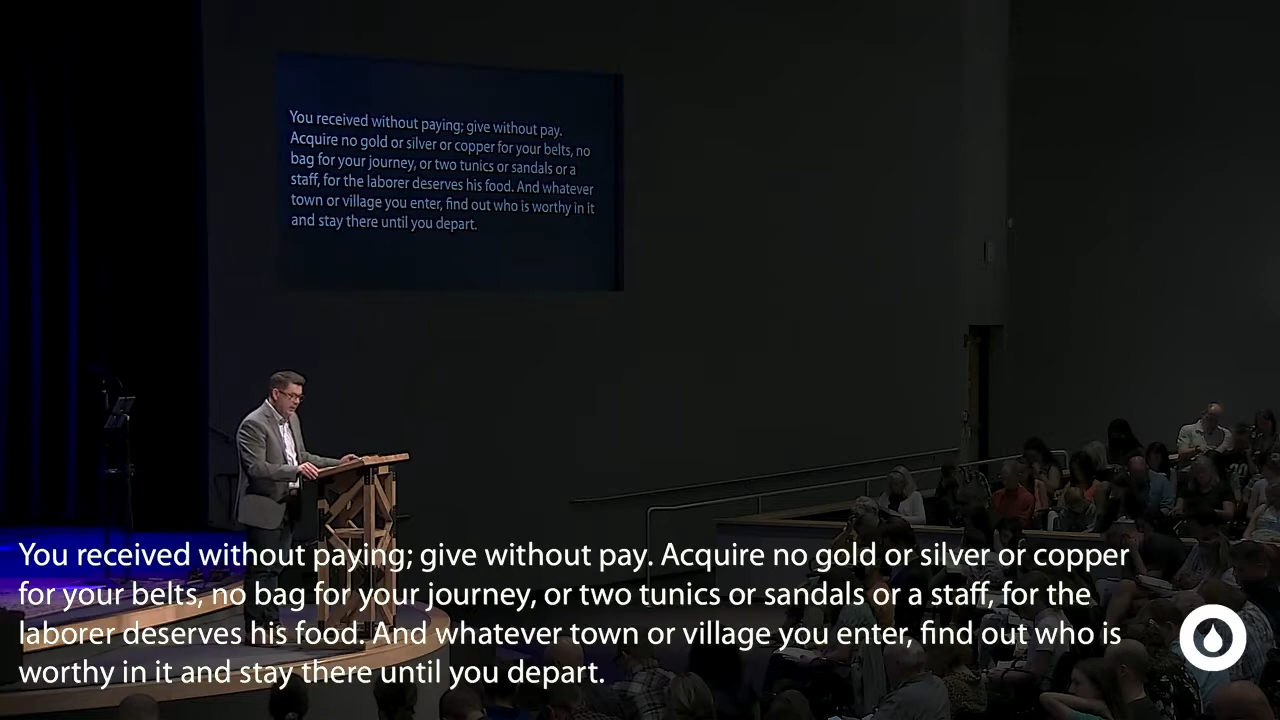 You received without paying; give without pay.
Acquire no gold or silver or copper for your belts, no
bag for your journey, or two tunics or sandals or a
staff, for the laborer deserves his food. And whatever
town or village you enter, find out who is worthy in it
and stay there until you depart.
You received without paying; give without pay. Acquire no gold or silver or copper
for your belts, no bag for your journey, or two tunics or sandals or a staff, for the
laborer deserves his food. And whatever town or village you enter, find out who is
worthy in it and stay there until you depart.